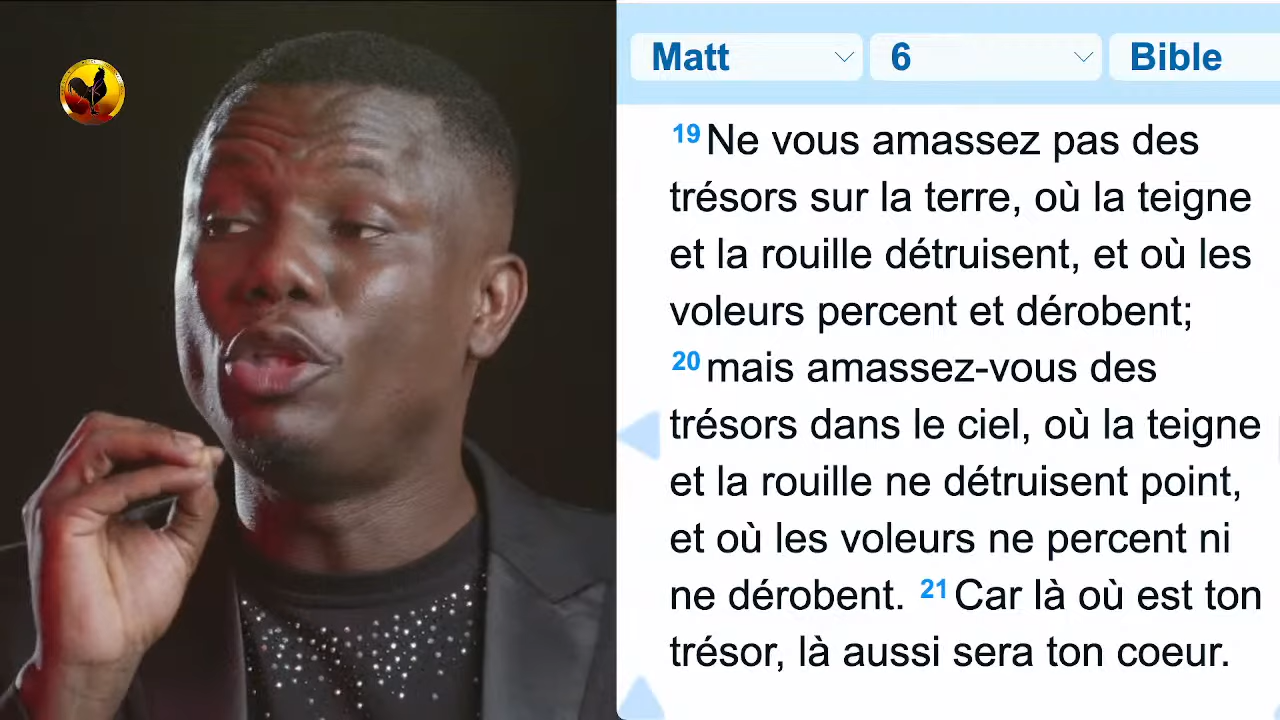 Matt 6 Bible
19 Ne vous amassez pas des
trésors sur la terre, où la teigne
et la rouille détruisent, et où les
voleurs percent et dérobent;
20 mais amassez-vous des
trésors dans le ciel, où la teigne
et la rouille ne détruisent point,
et où les voleurs ne percent ni
ne dérobent. 21 Car là où est ton
trésor, là aussi sera ton coeur.